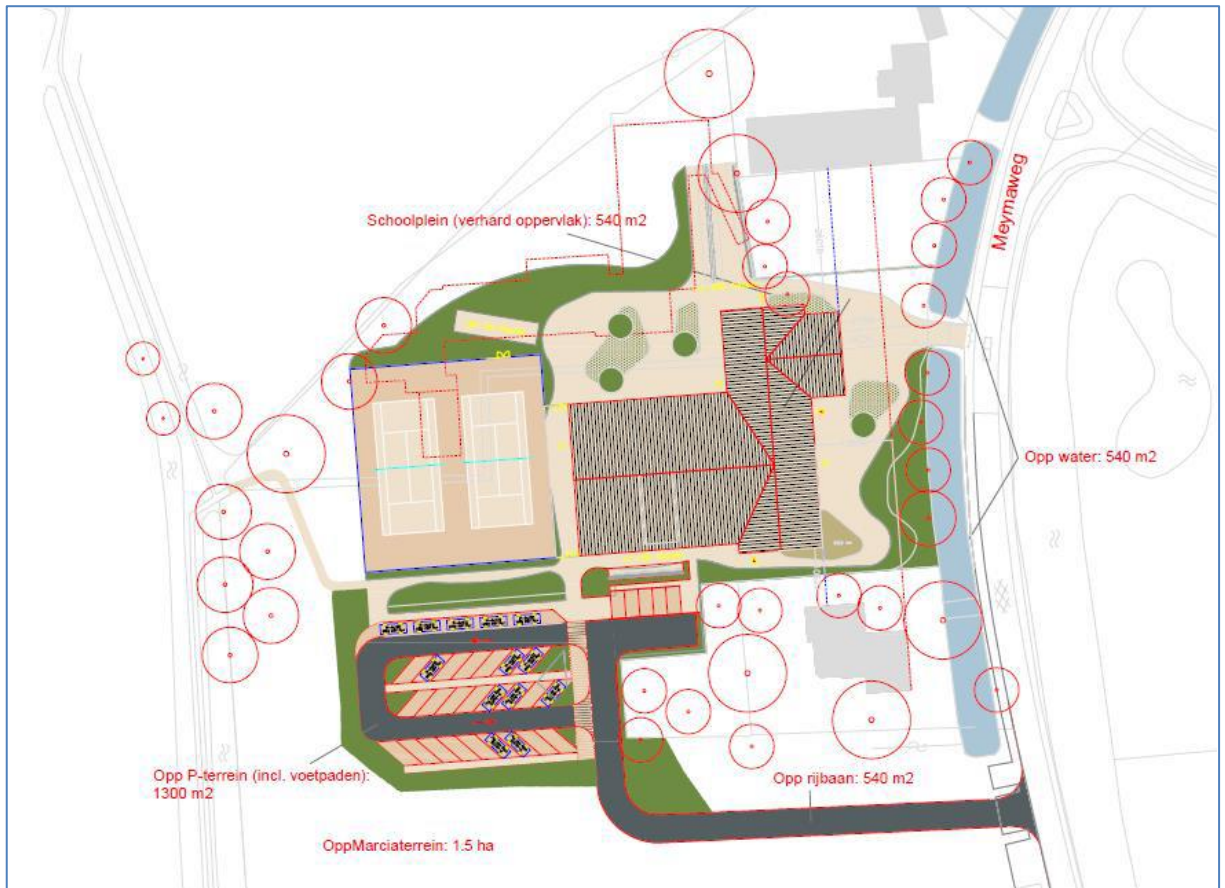 Schoolplein (verhard oppervlak): 540 m2
Meymaweg
Opp water: 540 m2
Opp P-terrein (incl. voetpaden):
1300 m2
Opp rijbaan: 540 m2
OppMarciaterrein: 1.5 ha